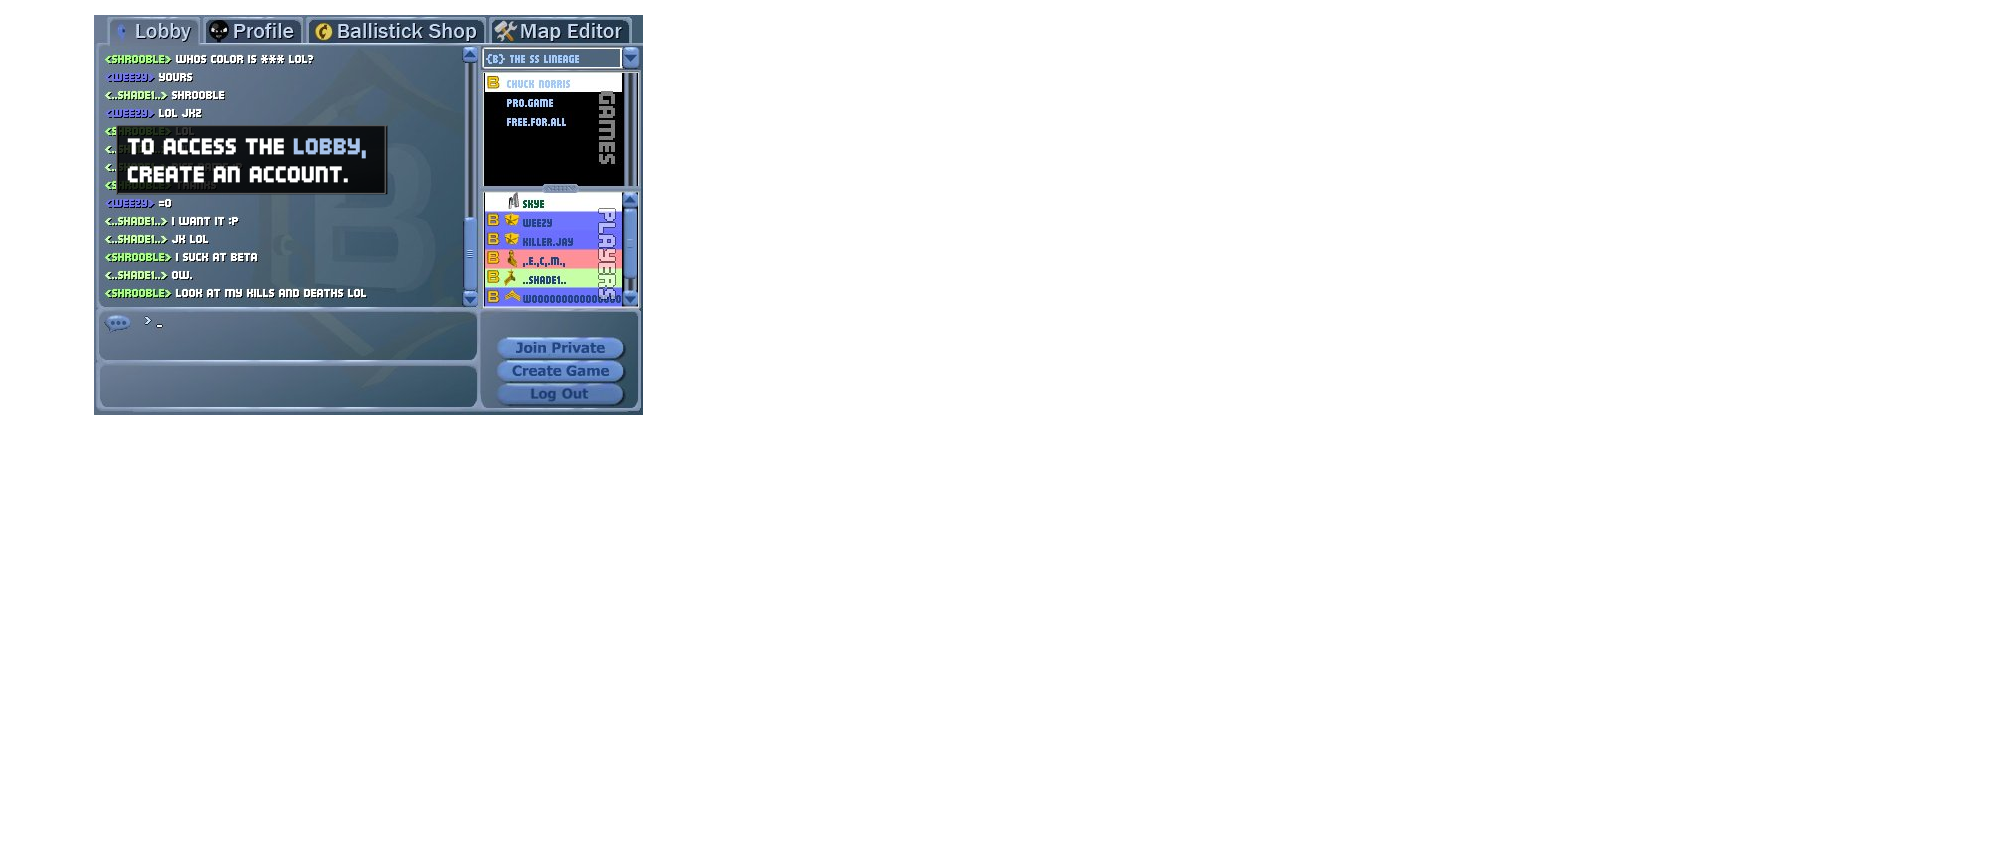 Lobby Profile Ballistick Shop Map Editor
<SHROOBLE> WHOS COLOR IS *** LOL?
<WEEZY> YOURS
<..SHADE1..> SHROOBLE
<WEEZY> LOL JKZ
TO ACCESS THE LOBBY,
CREATE AN ACCOUNT.
<WEEZY> =O
<..SHADE1..> I WANT IT :P
<..SHADE1..> JK LOL
<SHROOBLE> I SUCK AT BETA
<..SHADE1..> OW.
<SHROOBLE> LOOK AT MY KILLS AND DEATHS LOL
>_
{B} THE SS LINEAGE
B CHUCK NORRIS
PRO.GAME
FREE.FOR.ALL
GAMES
SKYE
B WEEZY
B KILLER.JAY
B ,.E.,C,.M.,
B ..SHADE1..
B
PLAYERS
Join Private
Create Game
Log Out